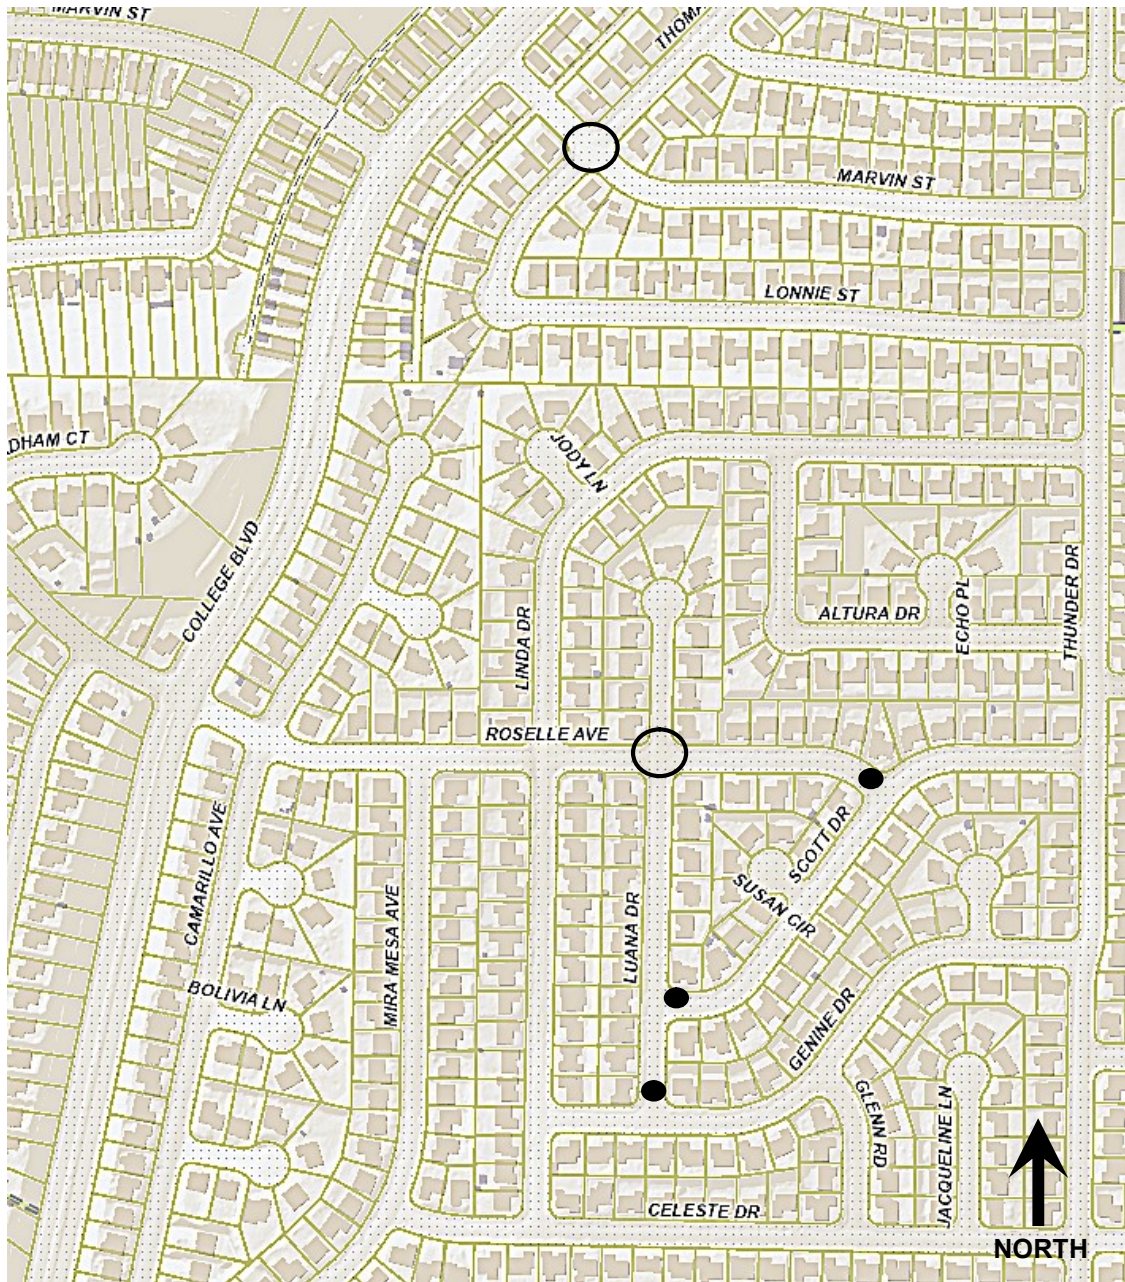 MARVIN ST
THOM
MARVIN ST
LONNIE ST
DHAM CT
JODY LN
COLLEGE BLVD
LINDA DR
ALTURA DR
ECHO PL
THUNDER DR
ROSELLE AVE
CAMARILLO AVE
SCOTT DR
SUSAN CIR
MIRA MESA AVE
LUANA DR
BOLIVIA LN
GENINE DR
GLENN RD
JACQUELINE LN
CELESTE DR
NORTH